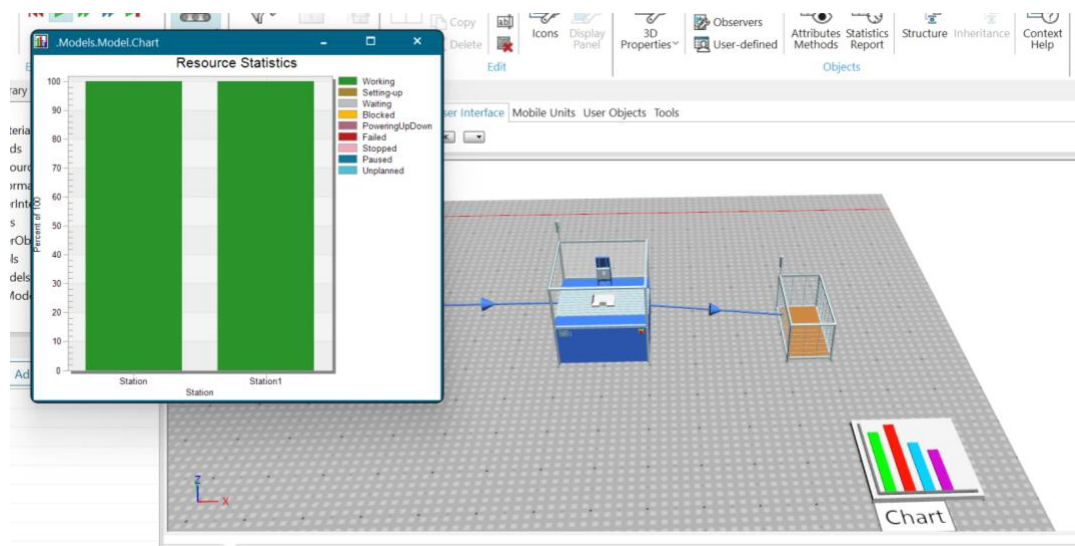 .Models.Model.Chart
Resource Statistics
100
90
80
70
60
50
40
30
20
10
0
Percent of 100
Station
Station1
Station
Working
Setting-up
Waiting
Blocked
PoweringUpDown
Failed
Stopped
Paused
Unplanned
Copy
Delete
Icons
Display
Panel
Edit
3D
Properties
Observers
User-defined
Attributes
Methods
Statistics
Report
Structure
Inheritance
Context
Help
Objects
User Interface
Mobile Units
User Objects
Tools
Z
X
Chart